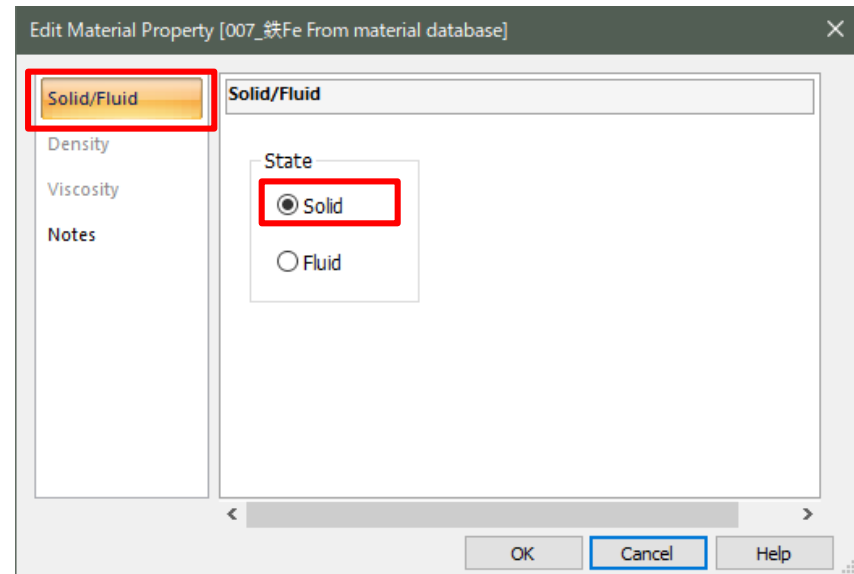 Edit Material Property [007_鉄Fe From material database]
Solid/Fluid
Density
Viscosity
Notes
Solid/Fluid
State
Solid
Fluid
OK
Cancel
Help